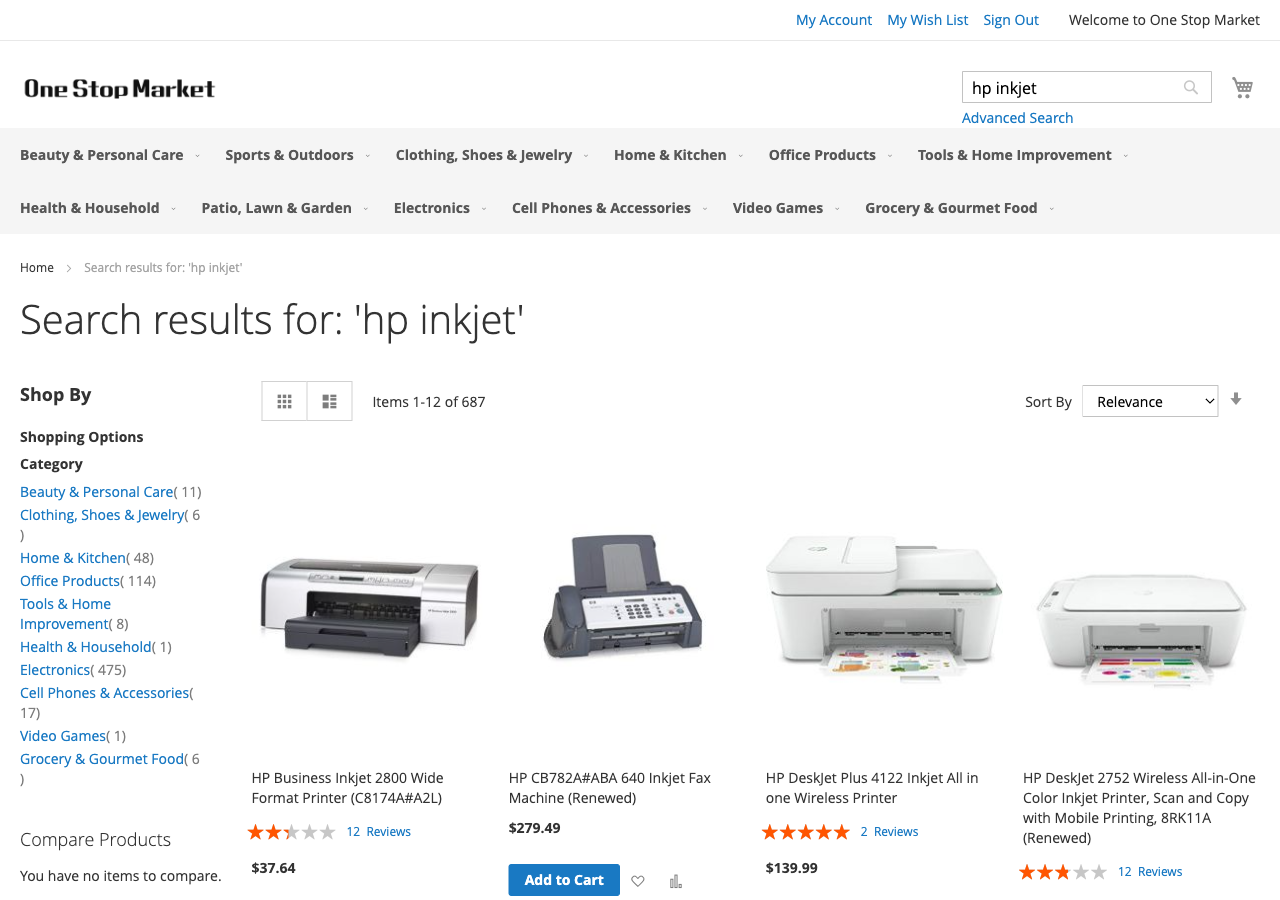 My Account My Wish List Sign Out Welcome to One Stop Market
One Stop Market
hp inkjet
Advanced Search
Beauty & Personal Care Sports & Outdoors Clothing, Shoes & Jewelry Home & Kitchen Office Products Tools & Home Improvement
Health & Household Patio, Lawn & Garden Electronics Cell Phones & Accessories Video Games Grocery & Gourmet Food
Home Search results for: 'hp inkjet'
Search results for: 'hp inkjet'
Shop By
Items 1-12 of 687
Sort By Relevance
Shopping Options
Category
Beauty & Personal Care( 11)
Clothing, Shoes & Jewelry( 6
)
Home & Kitchen( 48)
Office Products( 114)
Tools & Home
Improvement( 8)
Health & Household( 1)
Electronics( 475)
Cell Phones & Accessories(
17)
Video Games( 1)
Grocery & Gourmet Food( 6
)
Compare Products
You have no items to compare.
HP Business Inkjet 2800 Wide
Format Printer (C8174A#A2L)
12 Reviews
$37.64
HP CB782A#ABA 640 Inkjet Fax
Machine (Renewed)
$279.49
Add to Cart
HP DeskJet Plus 4122 Inkjet All in
one Wireless Printer
2 Reviews
$139.99
HP DeskJet 2752 Wireless All-in-One
Color Inkjet Printer, Scan and Copy
with Mobile Printing, 8RK11A
(Renewed)
12 Reviews